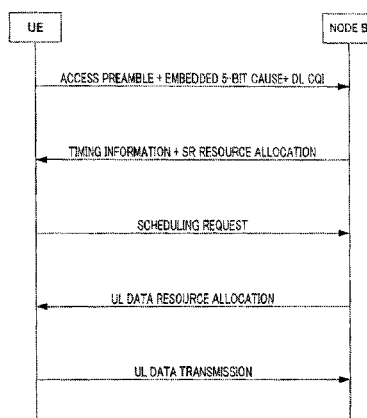 UE
NODE B
ACCESS PREAMBLE + EMBEDDED 5-BIT CAUSE+ DL CQI
TIMING INFORMATION + SR RESOURCE ALLOCATION
SCHEDULING REQUEST
UL DATA RESOURCE ALLOCATION
UL DATA TRANSMISSION